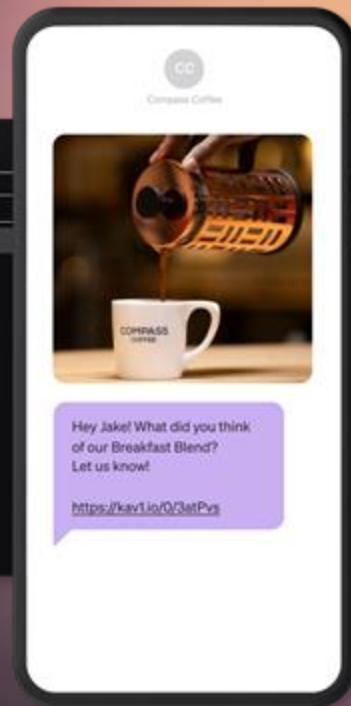 CC
Compass Coffee
COMPASS
COFFEE
Hey Jake! What did you think
of our Breakfast Blend?
Let us know!
https://kav1.io/0/3atPvs